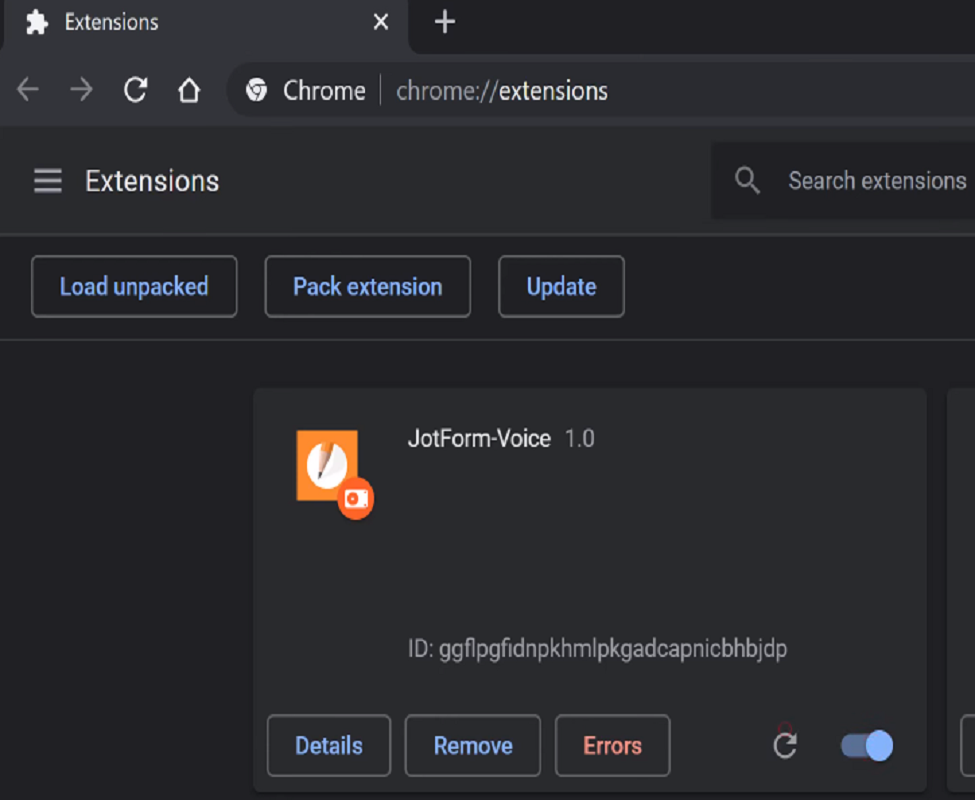 Extensions
Chrome chrome://extensions
Extensions
Search extensions
Load unpacked Pack extension Update
JotForm-Voice 1.0
ID: ggflpgfidnpkhmlpkgadcapnicbhbjdp
Details Remove Errors